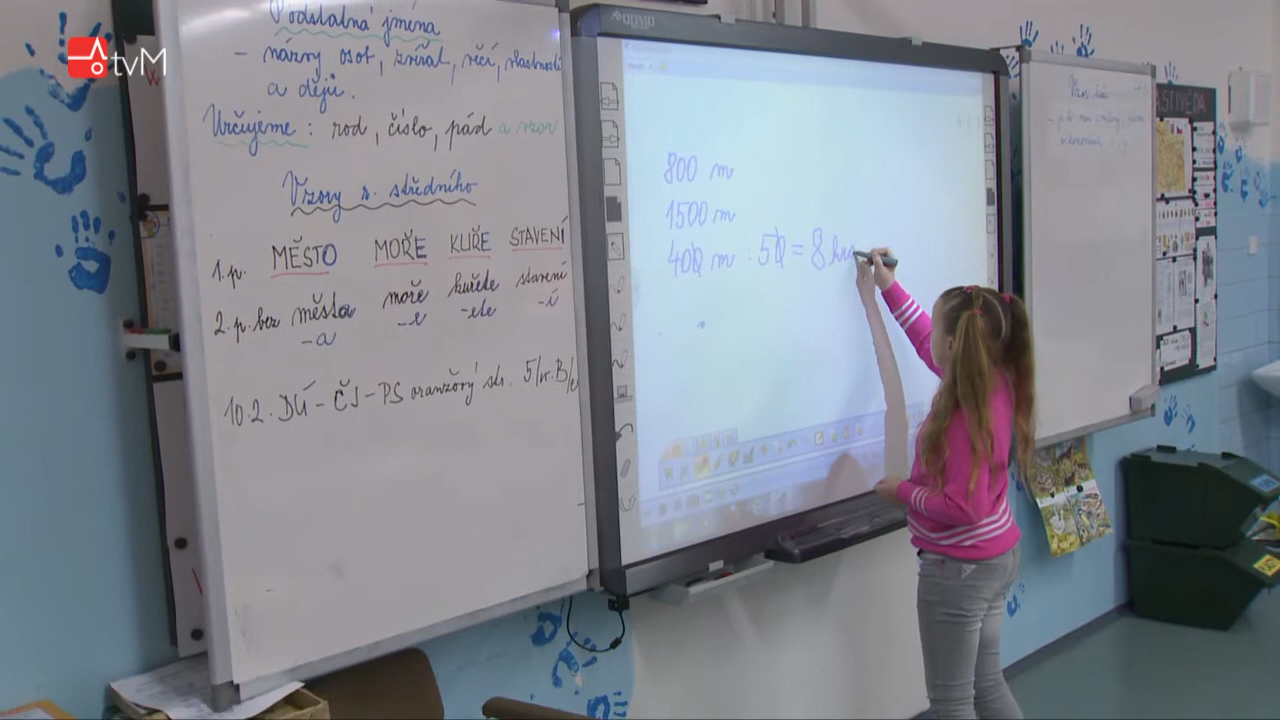 tvM
Podstatná jména
- názvy osob, zvířat, věcí, vlastností
a dějů.
Určujeme: rod, číslo, pád a vzor
Vzory r. středního
MĚSTO MOŘE KUŘE STAVENÍ
1. p.
2. p. bez města moře kuřete stavení
-a -e -ete -í
10.2. DÚ - ČJ - PS oranžový str. 5/cv. B/
QOMO
800 m
1500 m
400 m : 50 = 8
VLASTIVĚDA